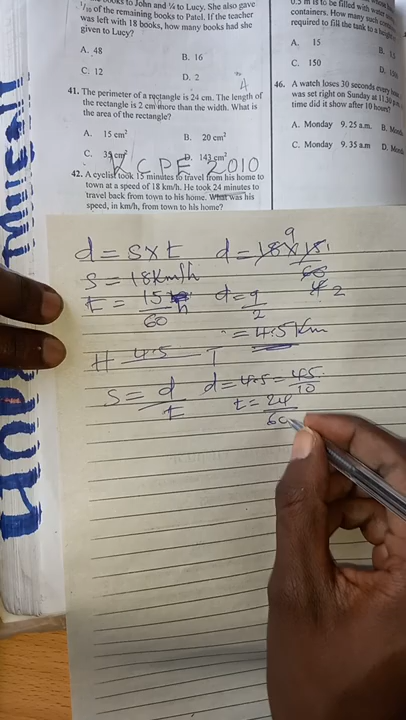 books to John and ¼ to Lucy. She also gave
1/10 of the remaining books to Patel. If the teacher
was left with 18 books, how many books had she
given to Lucy?
A. 48
B. 16
C. 12
D. 2
41. The perimeter of a rectangle is 24 cm. The length of
the rectangle is 2 cm more than the width. What is
the area of the rectangle?
A. 15 cm²
B. 20 cm²
C. 35 cm²
D. 143 cm²
KCPE 2010
42. A cyclist took 15 minutes to travel from his home to
town at a speed of 18 km/h. He took 24 minutes to
travel back from town to his home. What was his
speed, in km/h, from town to his home?
0.5 m is to be filled with water
containers. How many such
required to fill the tank to a height
A. 15
B.
C. 150
D.
46. A watch loses 30 seconds every
was set right on Sunday at 11.30
time did it show after 10 hours?
A. Monday 9.25 a.m.
B.
C. Monday 9.35 a.m
D.
d = s x t
s = 18 km/h
t = 15 h
60
d = 18 x 15
60
9
4 2
d = 9
2
= 4.5 km
H 4.5 T
s = d
t
d = 4.5 = 45
10
t = 24
60